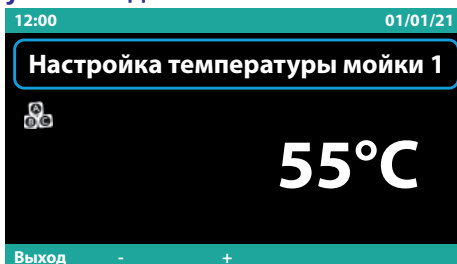 12:00 01/01/21
Настройка температуры мойки 1
A
B C
55°C
Выход - +